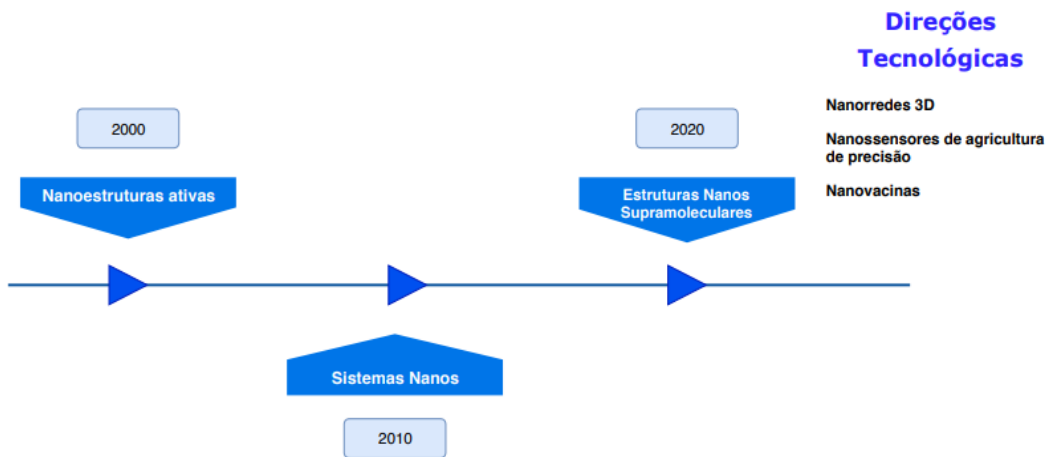 Direções
Tecnológicas
2000
2020
Nanorredes 3D
Nanossensores de agricultura
de precisão
Nanovacinas
Nanoestruturas ativas
Estruturas Nanos
Supramoleculares
Sistemas Nanos
2010